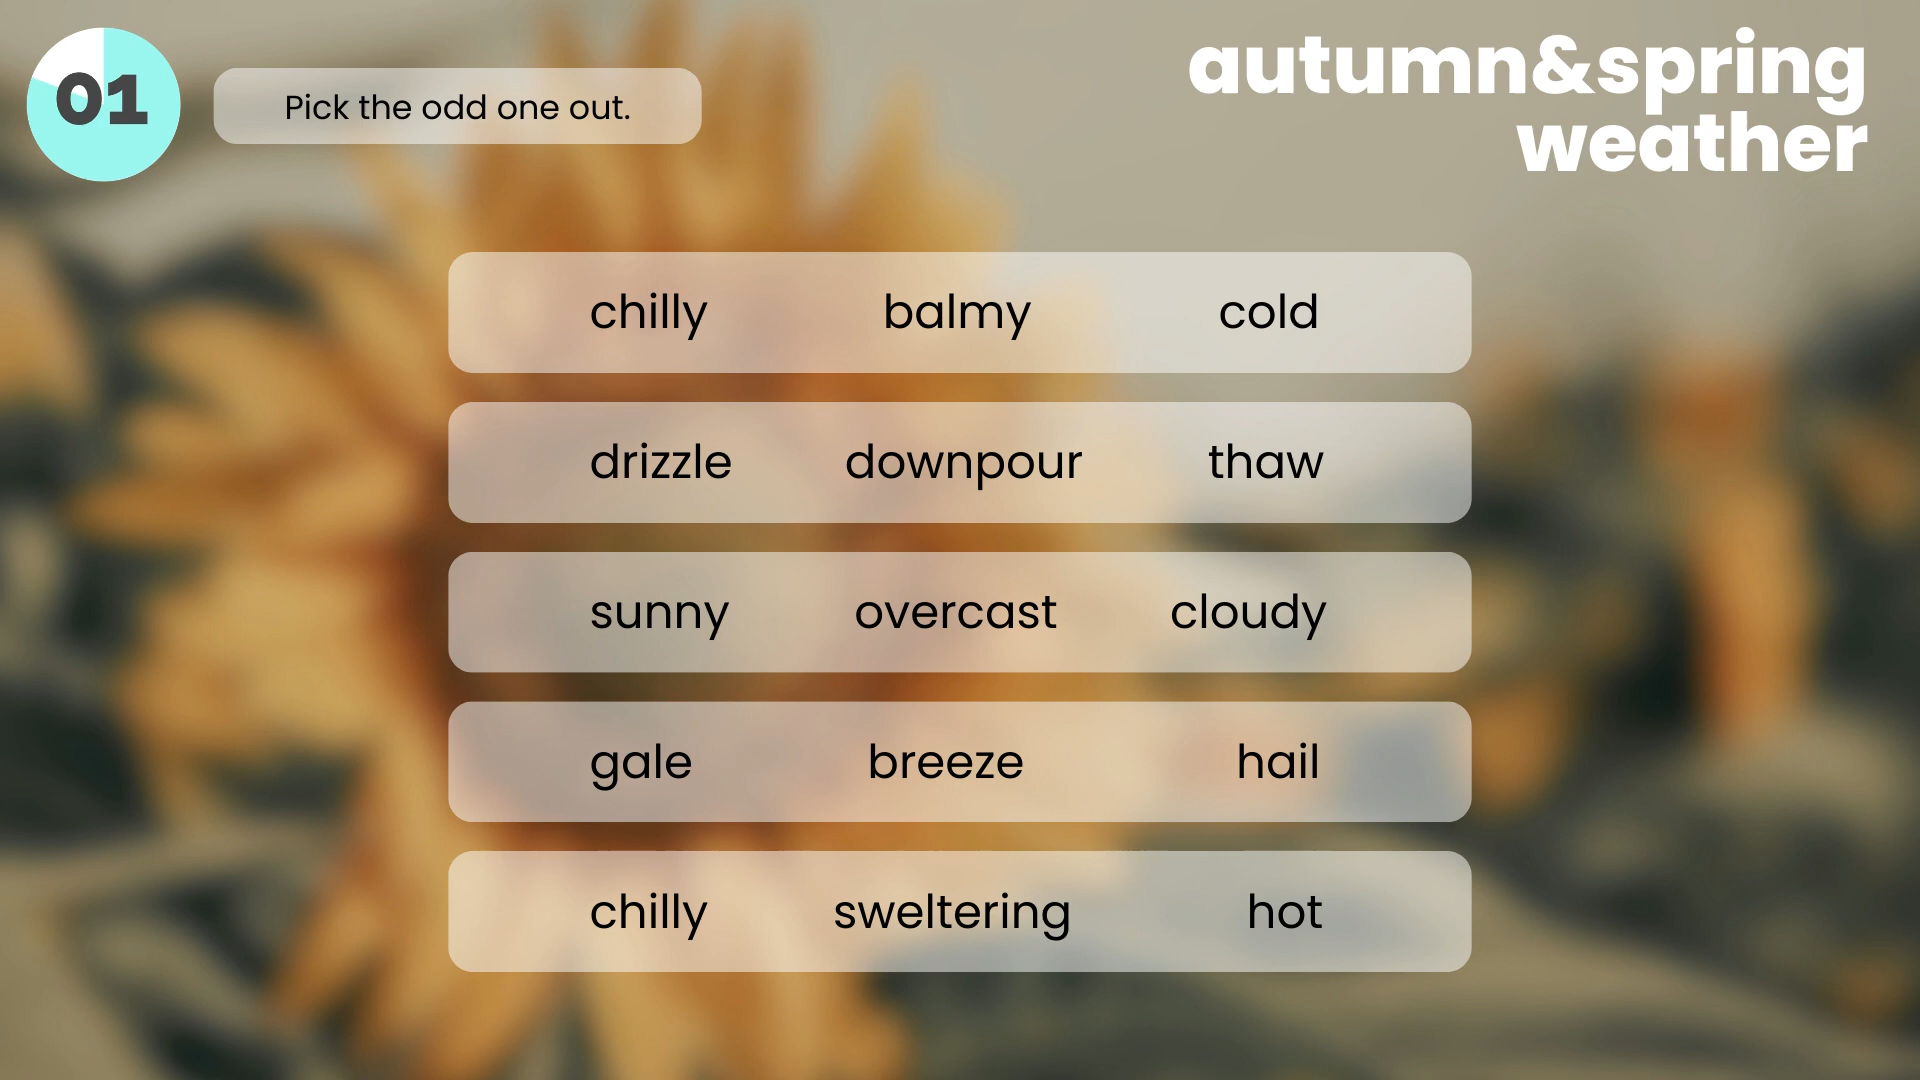 01
Pick the odd one out.
autumn&spring
weather
chilly balmy cold
drizzle downpour thaw
sunny overcast cloudy
gale breeze hail
chilly sweltering hot